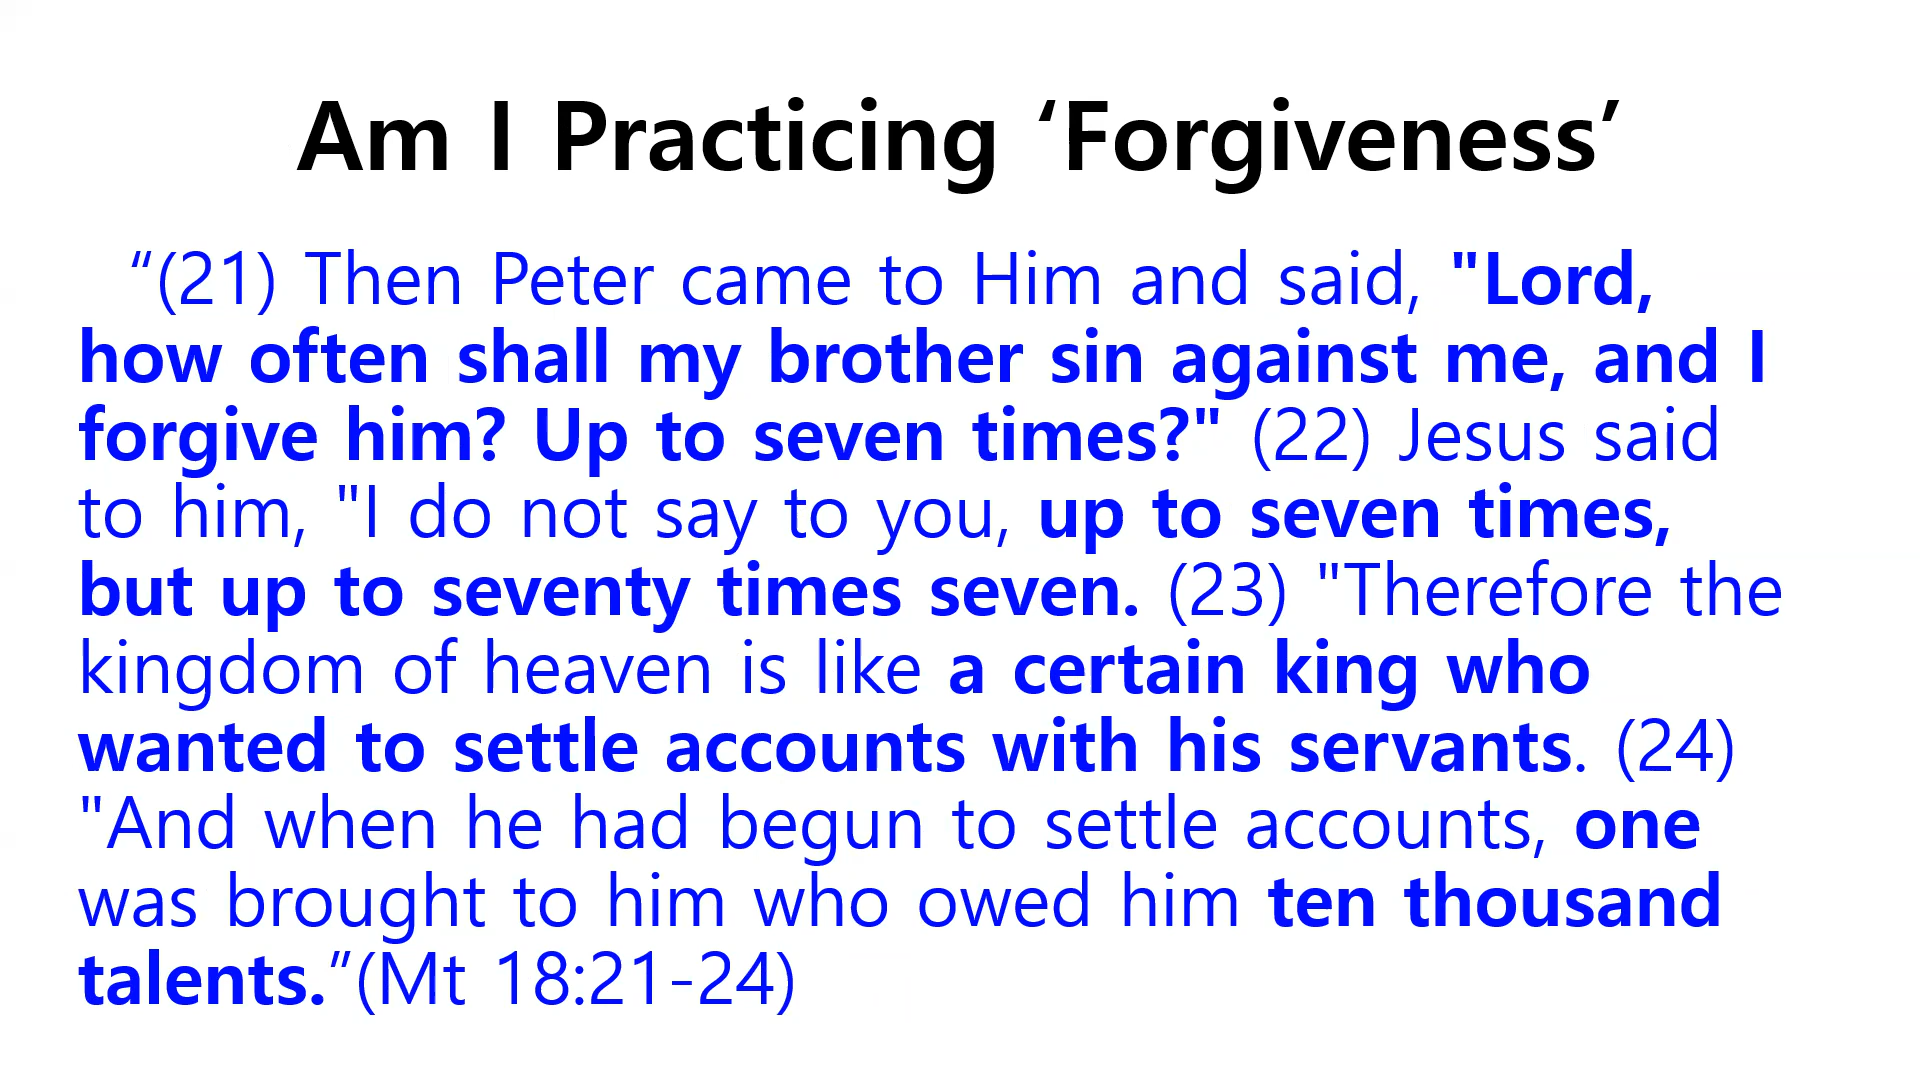 Am I Practicing ‘Forgiveness’
“(21) Then Peter came to Him and said, "Lord,
how often shall my brother sin against me, and I
forgive him? Up to seven times?" (22) Jesus said
to him, "I do not say to you, up to seven times,
but up to seventy times seven. (23) "Therefore the
kingdom of heaven is like a certain king who
wanted to settle accounts with his servants. (24)
"And when he had begun to settle accounts, one
was brought to him who owed him ten thousand
talents.”(Mt 18:21-24)